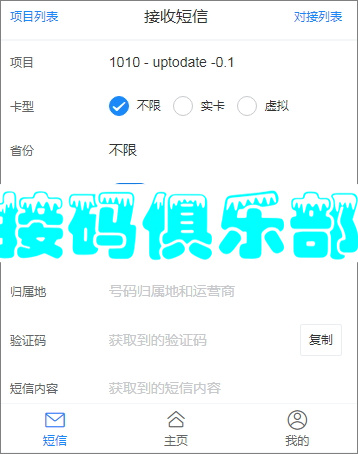 项目列表 接收短信 对接列表
项目 1010 - uptodate -0.1
卡型 不限 实卡 虚拟
省份 不限
接码俱乐部
归属地 号码归属地和运营商
验证码 获取到的验证码 复制
短信内容 获取到的短信内容
短信 主页 我的